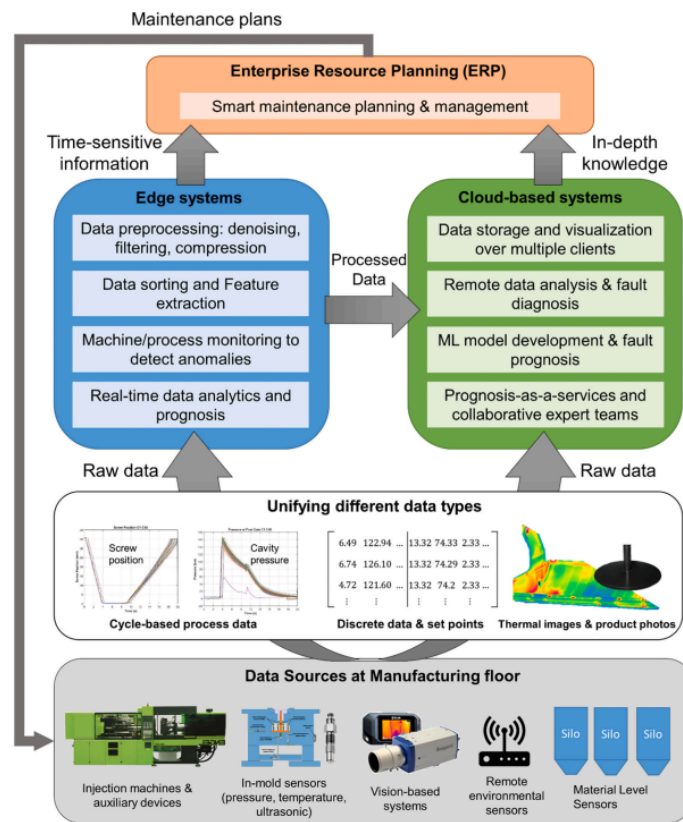 Maintenance plans
Enterprise Resource Planning (ERP)
Smart maintenance planning & management
Time-sensitive
information
In-depth
knowledge
Edge systems
Data preprocessing: denoising,
filtering, compression
Data sorting and Feature
extraction
Machine/process monitoring to
detect anomalies
Real-time data analytics and
prognosis
Processed
Data
Cloud-based systems
Data storage and visualization
over multiple clients
Remote data analysis & fault
diagnosis
ML model development & fault
prognosis
Prognosis-as-a-services and
collaborative expert teams
Raw data
Raw data
Unifying different data types
Screw
position
Time (s)
Cavity
pressure
Time (s)
6.49 122.94 ... 13.32 74.33 2.33 ...
6.74 126.10 ... 13.32 74.29 2.33 ...
4.72 121.60 ... 13.32 74.2 2.33 ...
Cycle-based process data
Discrete data & set points
Thermal images & product photos
Data Sources at Manufacturing floor
Injection machines &
auxiliary devices
In-mold sensors
(pressure, temperature,
ultrasonic)
Vision-based
systems
Remote
environmental
sensors
Silo
Silo
Silo
Material Level
Sensors